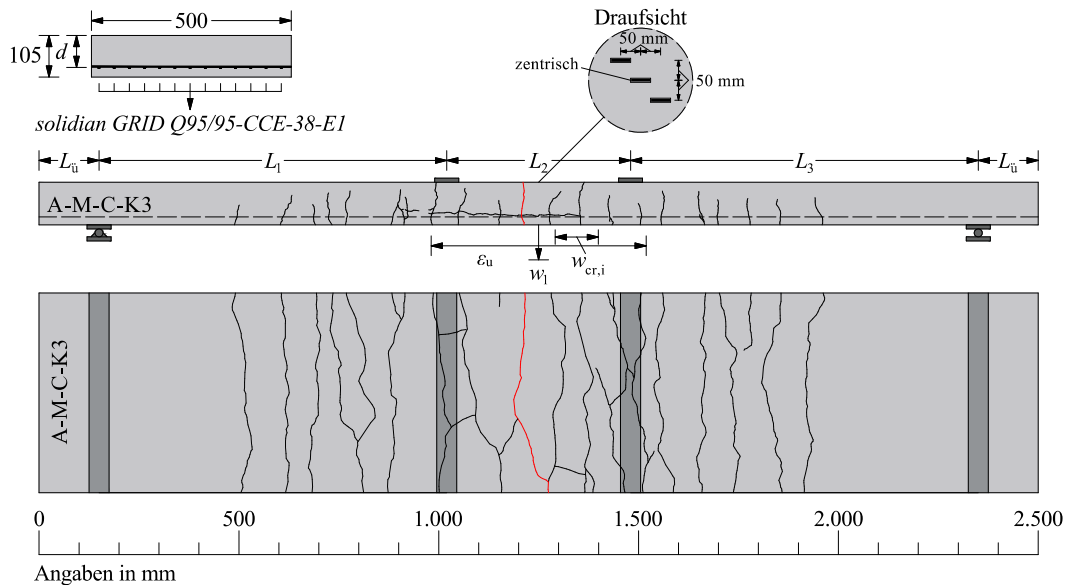 500
105
d
solidian GRID Q95/95-CCE-38-E1
Draufsicht
50 mm
zentrisch
50 mm
Lü
L1
L2
L3
Lü
A-M-C-K3
εu
w1
wcr,i
A-M-C-K3
0
500
1.000
1.500
2.000
2.500
Angaben in mm